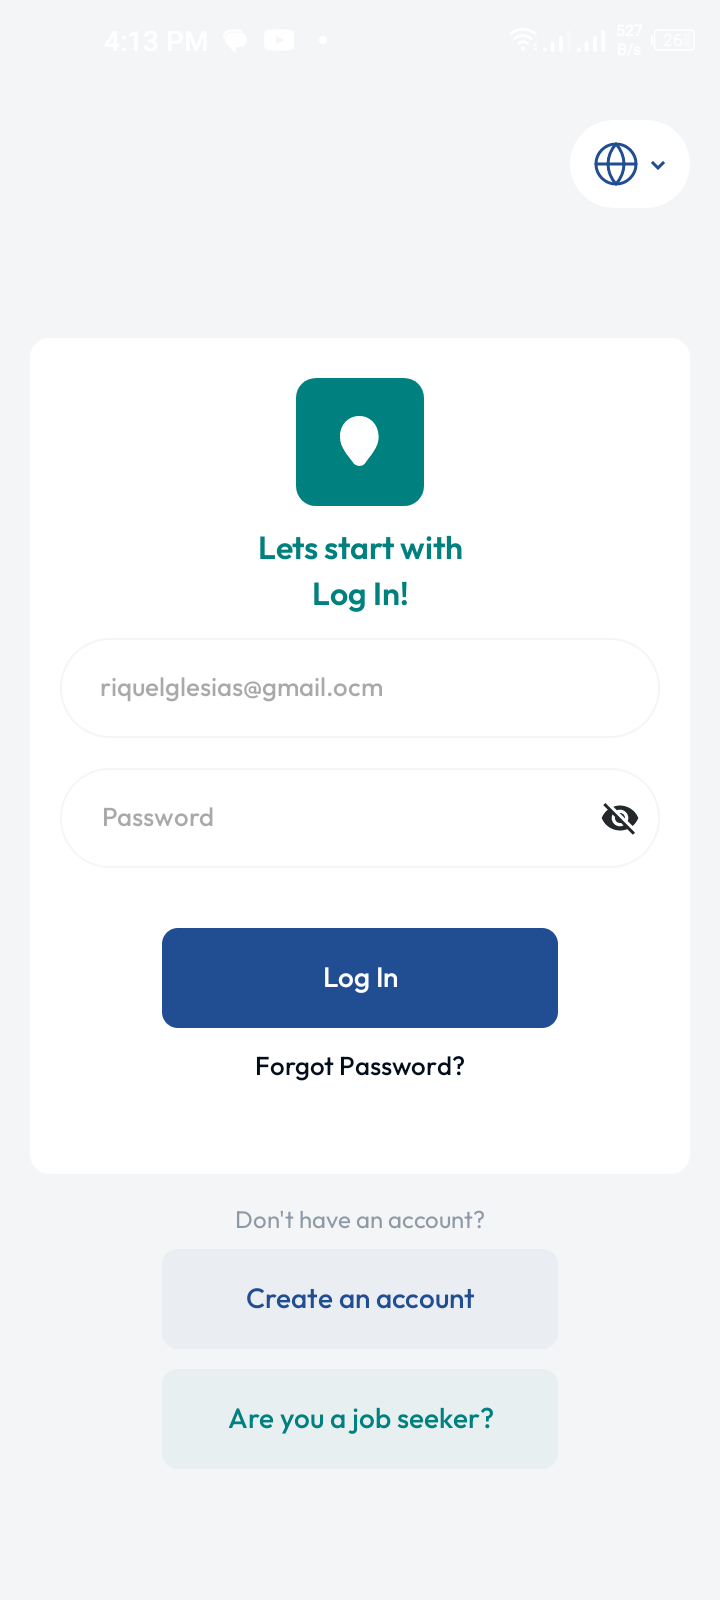 4:13 PM
527
B/s
26
Lets start with
Log In!
riquelglesias@gmail.ocm
Password
Log In
Forgot Password?
Don't have an account?
Create an account
Are you a job seeker?